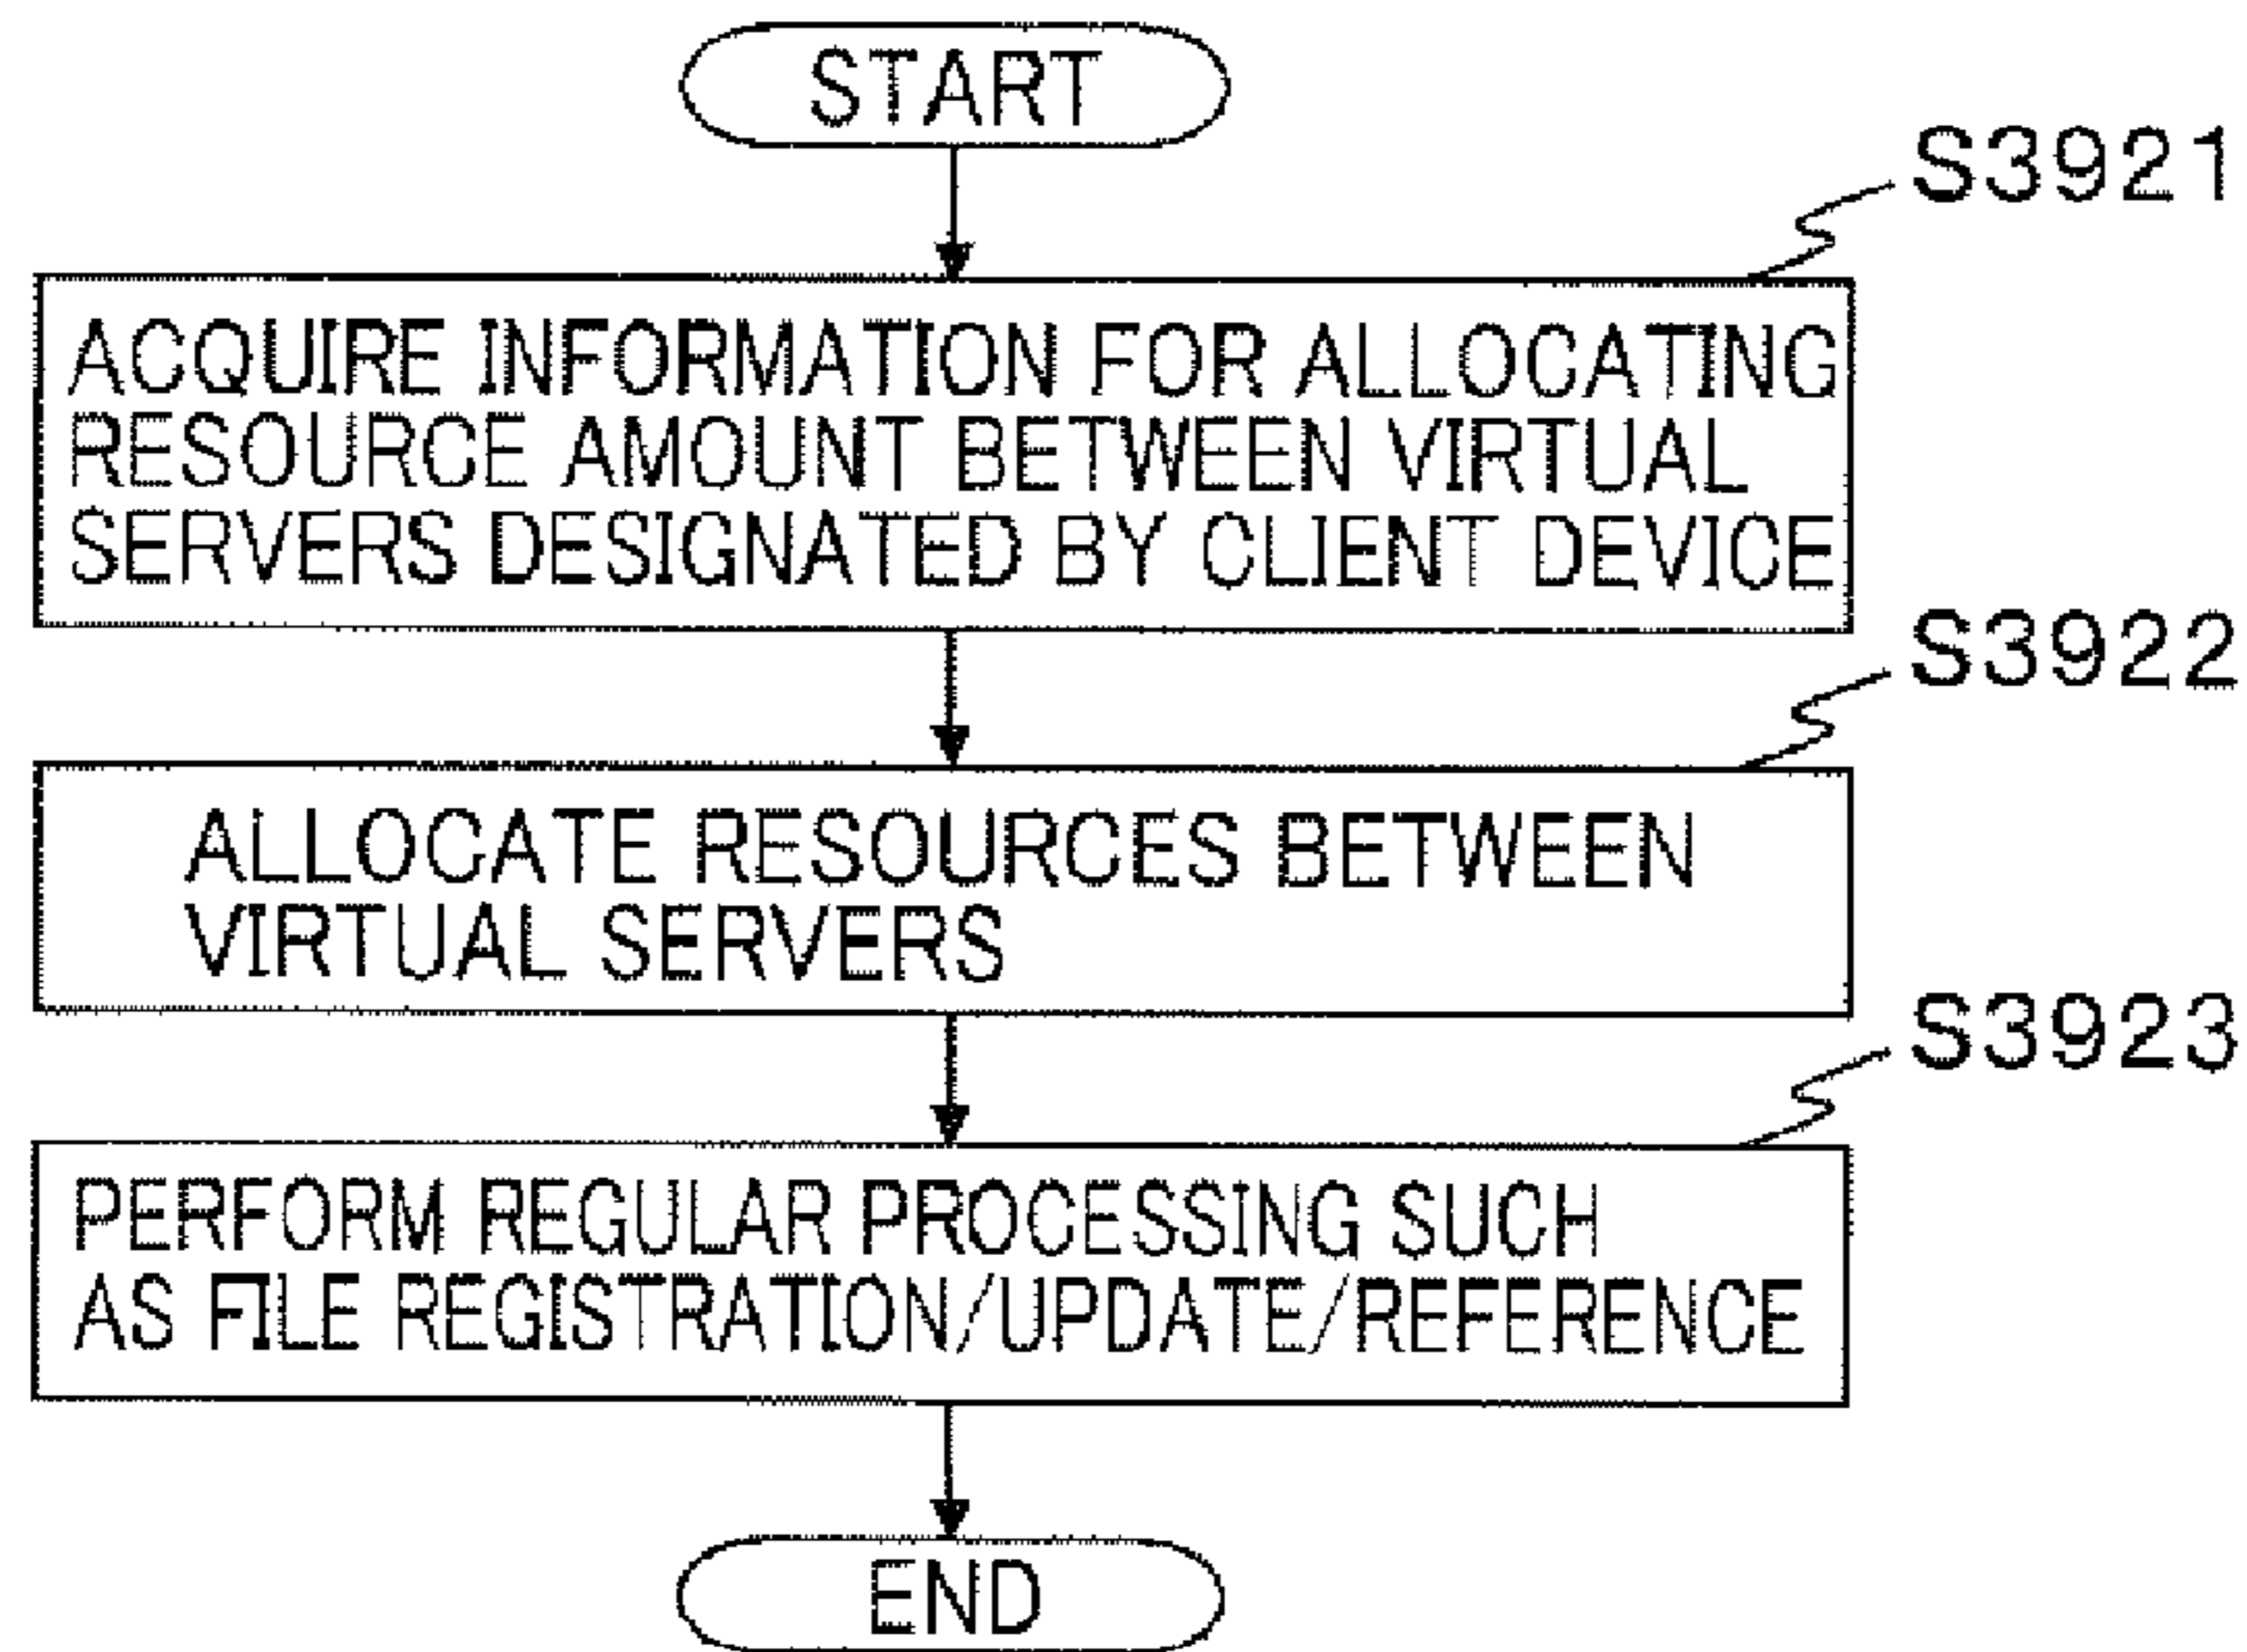 START
S3921
ACQUIRE INFORMATION FOR ALLOCATING
RESOURCE AMOUNT BETWEEN VIRTUAL
SERVERS DESIGNATED BY CLIENT DEVICE
S3922
ALLOCATE RESOURCES BETWEEN
VIRTUAL SERVERS
S3923
PERFORM REGULAR PROCESSING SUCH
AS FILE REGISTRATION/UPDATE/REFERENCE
END